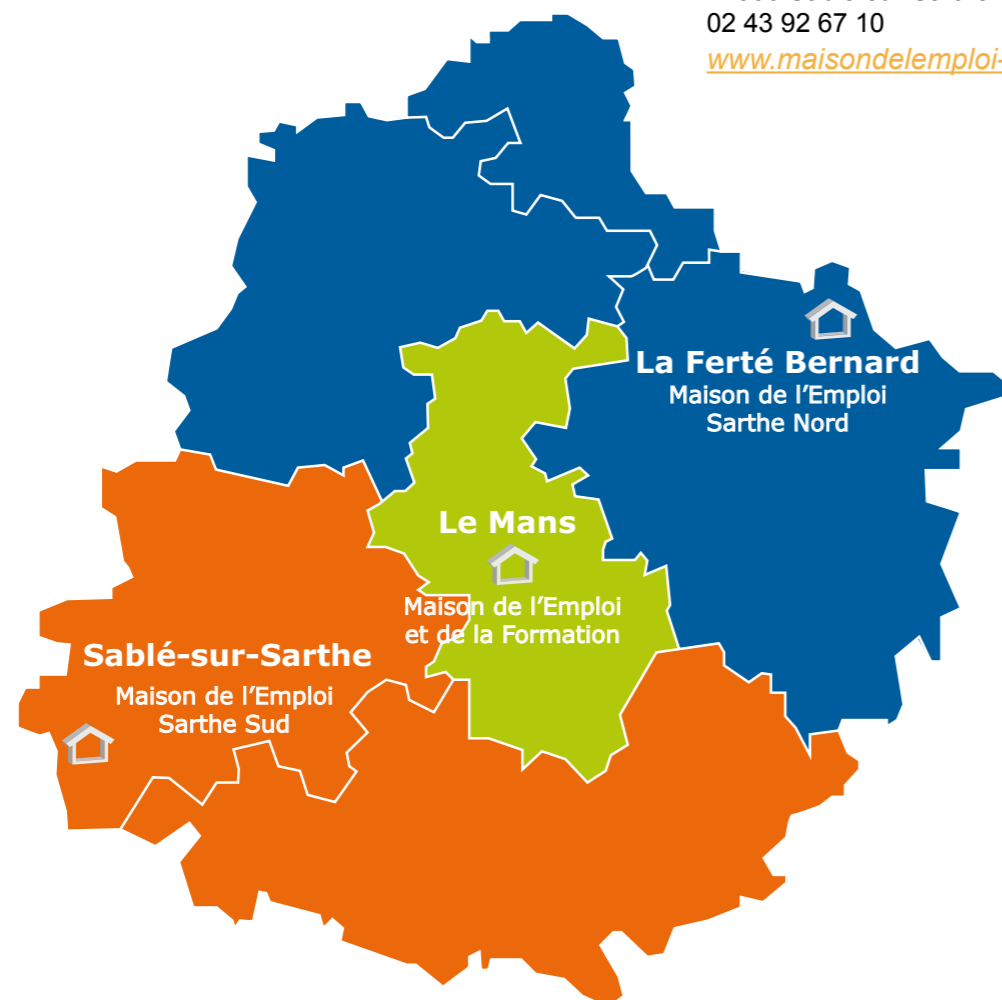 02 43 92 67 10
www.maisondelemploi-
La Ferté Bernard
Maison de l'Emploi
Sarthe Nord
Le Mans
Maison de l'Emploi
et de la Formation
Sablé-sur-Sarthe
Maison de l'Emploi
Sarthe Sud